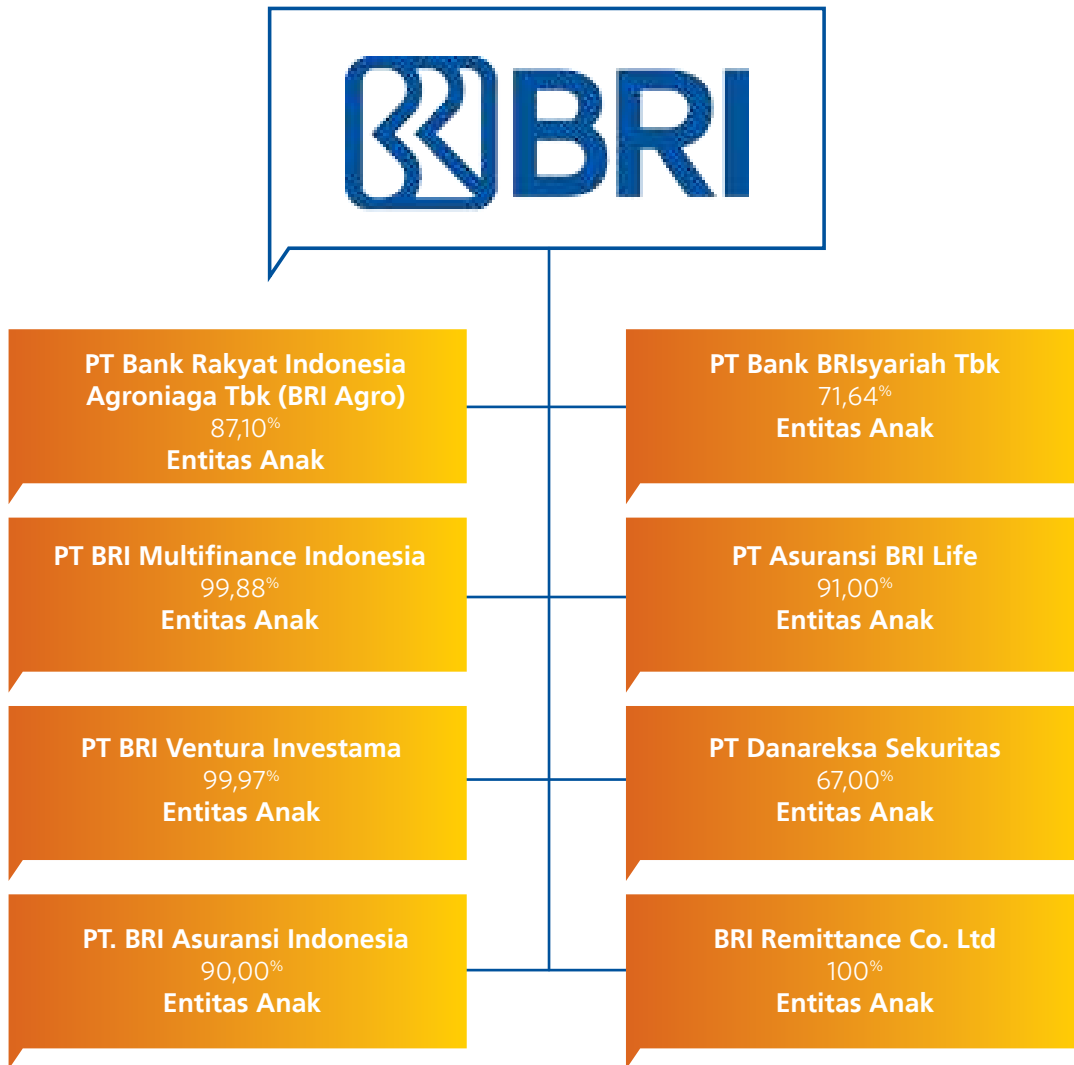 BRI
PT Bank Rakyat Indonesia
Agroniaga Tbk (BRI Agro)
87,10%
Entitas Anak
PT Bank BRIsyariah Tbk
71,64%
Entitas Anak
PT BRI Multifinance Indonesia
99,88%
Entitas Anak
PT Asuransi BRI Life
91,00%
Entitas Anak
PT BRI Ventura Investama
99,97%
Entitas Anak
PT Danareksa Sekuritas
67,00%
Entitas Anak
PT. BRI Asuransi Indonesia
90,00%
Entitas Anak
BRI Remittance Co. Ltd
100%
Entitas Anak